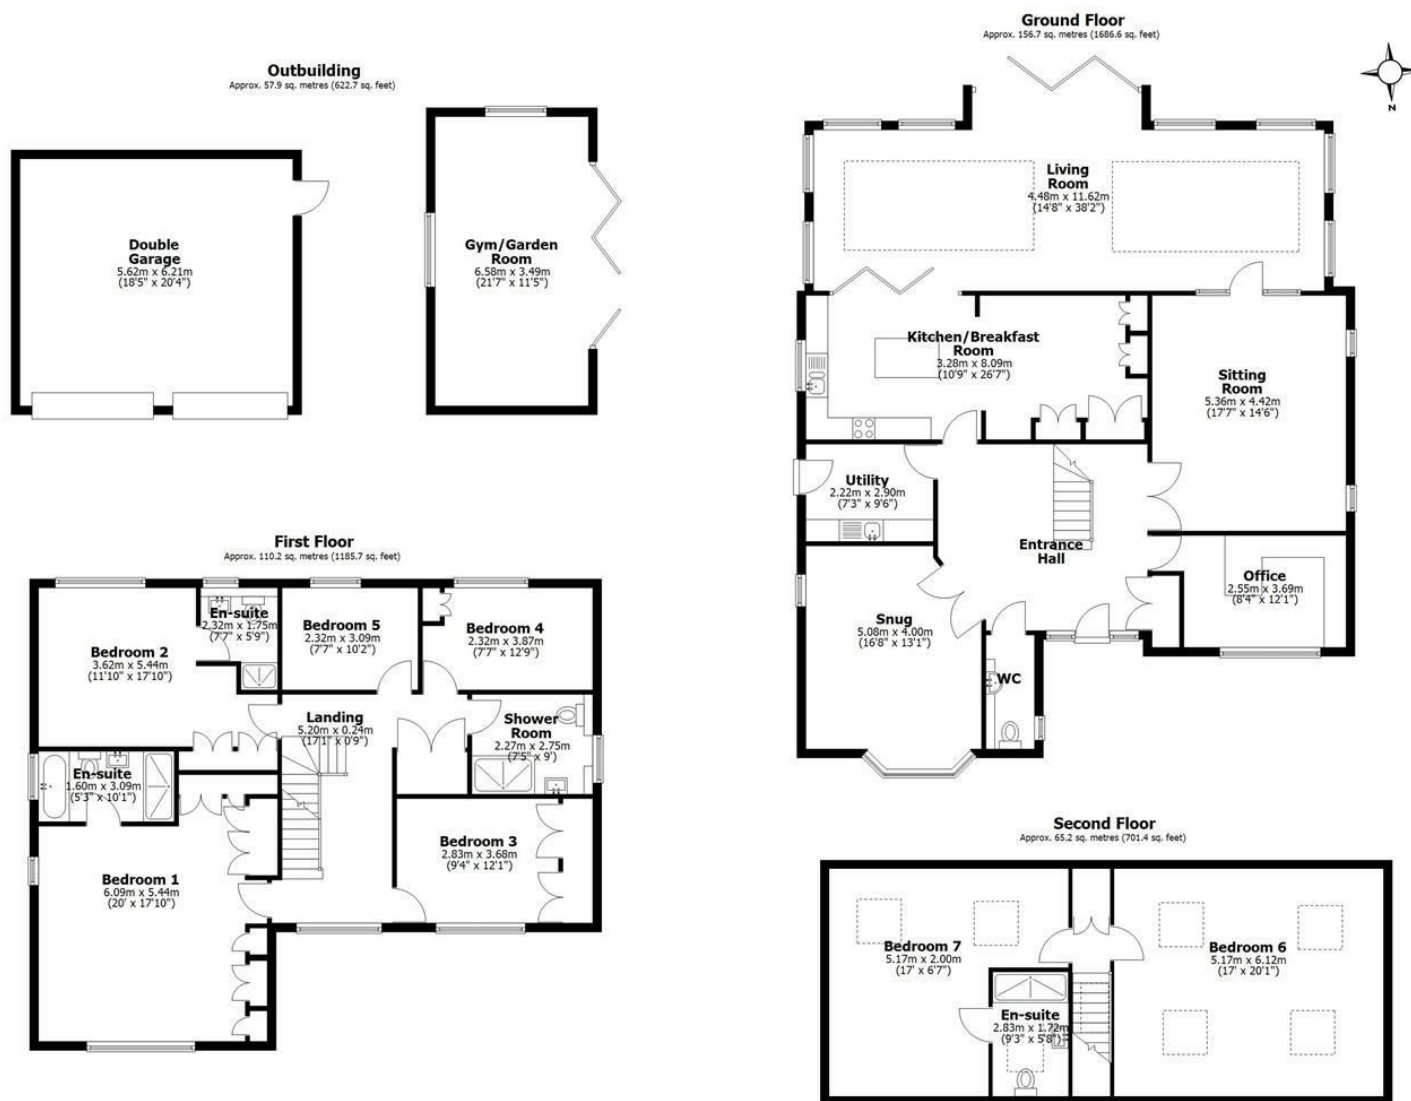 Outbuilding
Approx. 57.9 sq. metres (622.7 sq. feet)
Double
Garage
5.62m x 6.21m
(18'5" x 20'4")
Gym/Garden
Room
6.58m x 3.49m
(21'7" x 11'5")
Ground Floor
Approx. 156.7 sq. metres (1686.6 sq. feet)
N
Living
Room
4.48m x 11.62m
(14'8" x 38'2")
Kitchen/Breakfast
Room
3.28m x 8.09m
(10'9" x 26'7")
Sitting
Room
5.36m x 4.42m
(17'7" x 14'6")
Utility
2.22m x 2.90m
(7'3" x 9'6")
Entrance
Hall
Office
2.55m x 3.69m
(8'4" x 12'1")
Snug
5.08m x 4.00m
(16'8" x 13'1")
WC
First Floor
Approx. 110.2 sq. metres (1185.7 sq. feet)
En-suite
2.32m x 1.75m
(7'7" x 5'9")
Bedroom 5
2.32m x 3.09m
(7'7" x 10'2")
Bedroom 4
2.32m x 3.87m
(7'7" x 12'9")
Bedroom 2
3.62m x 5.44m
(11'10" x 17'10")
Landing
5.20m x 0.24m
(17'1" x 0'9")
Shower
Room
2.27m x 2.75m
(7'5" x 9')
En-suite
1.60m x 3.09m
(5'3" x 10'1")
Bedroom 3
2.83m x 3.68m
(9'4" x 12'1")
Bedroom 1
6.09m x 5.44m
(20' x 17'10")
Second Floor
Approx. 65.2 sq. metres (701.4 sq. feet)
Bedroom 7
5.17m x 2.00m
(17' x 6'7")
Bedroom 6
5.17m x 6.12m
(17' x 20'1")
En-suite
2.83m x 1.72m
(9'3" x 5'8")